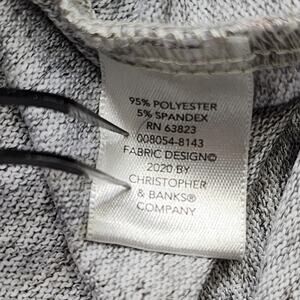 95% POLYESTER
5% SPANDEX
RN 63823
008054-8143
FABRIC DESIGN©
2020 BY
CHRISTOPHER
& BANKS®
COMPANY